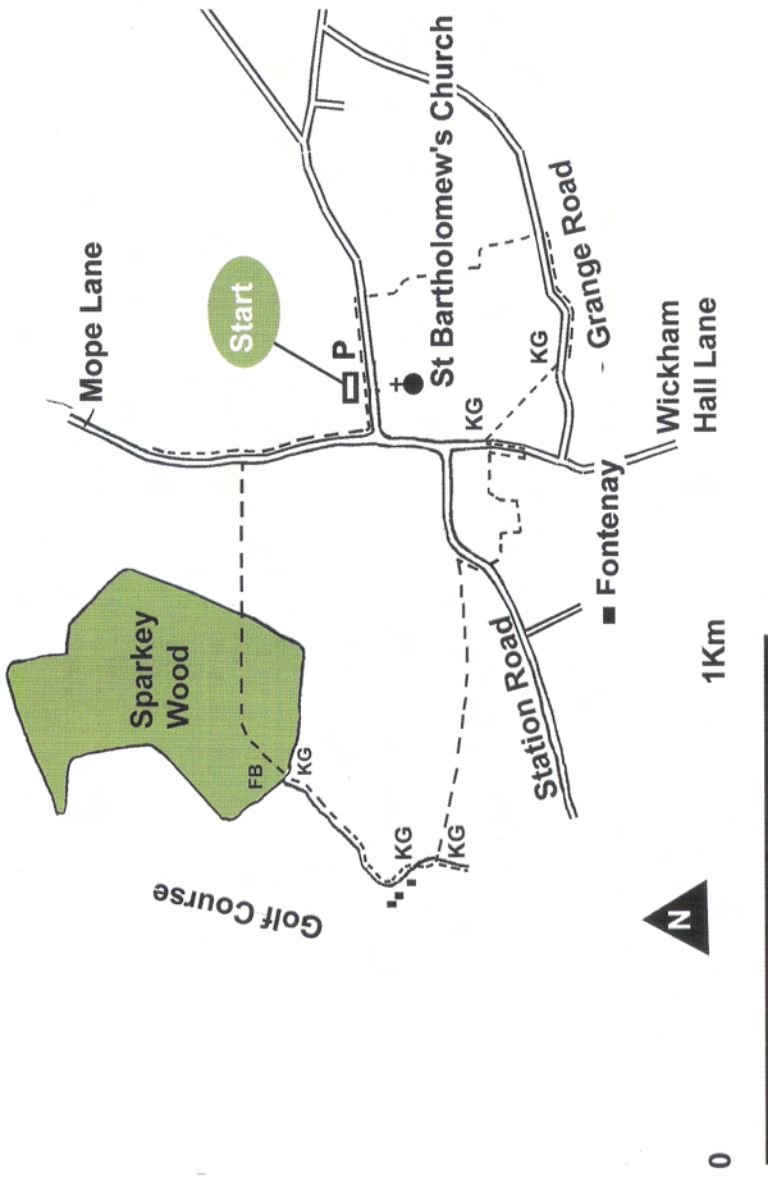 Mope Lane
Start
P
St Bartholomew's Church
Sparkey
Wood
FB
KG
KG
KG
KG
KG
Golf Course
Grange Road
Station Road
Fontenay
Wickham
Hall Lane
N
0
1Km